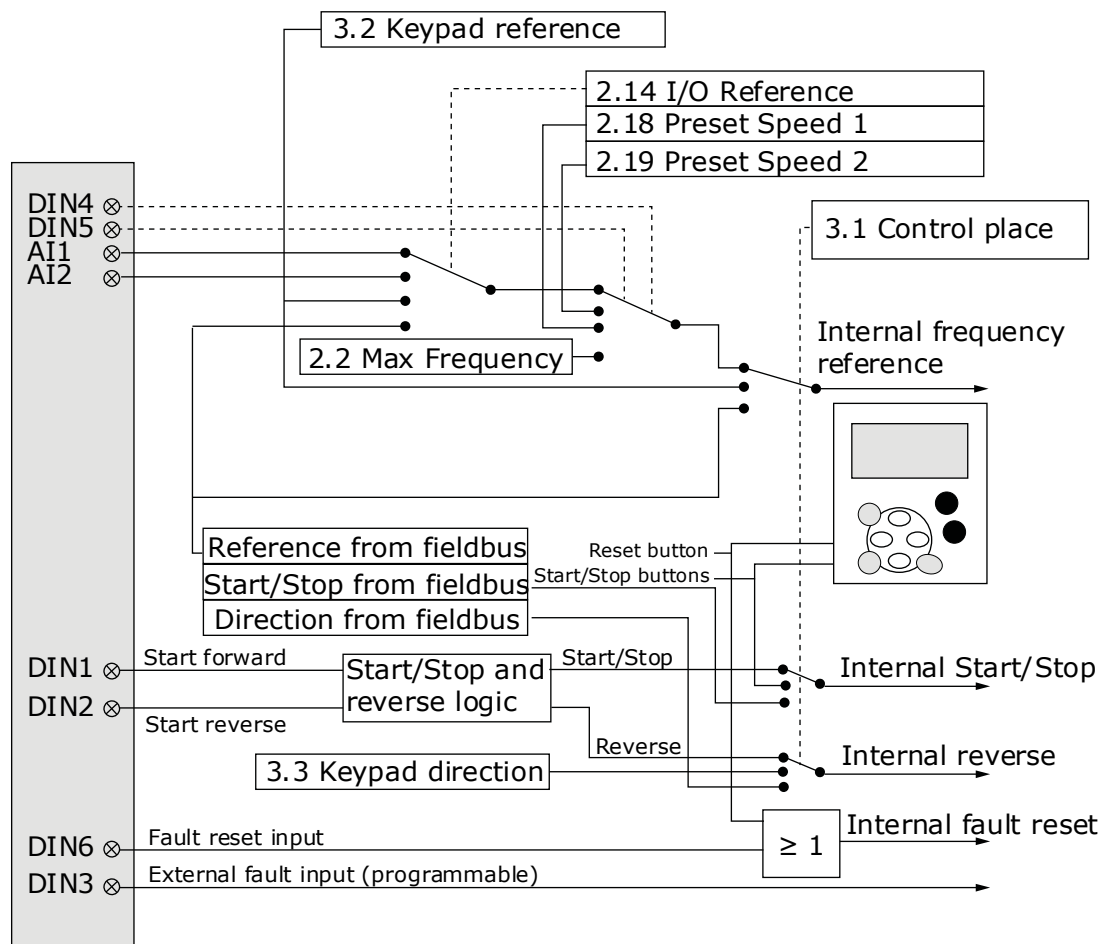 3.2 Keypad reference
2.14 I/O Reference
2.18 Preset Speed 1
2.19 Preset Speed 2
DIN4
DIN5
AI1
AI2
3.1 Control place
Internal frequency
reference
2.2 Max Frequency
Reference from fieldbus
Start/Stop from fieldbus
Direction from fieldbus
Reset button
Start/Stop buttons
DIN1
Start forward
Start/Stop and
reverse logic
Start/Stop
Internal Start/Stop
DIN2
Start reverse
Reverse
Internal reverse
3.3 Keypad direction
DIN6
Fault reset input
≥ 1
Internal fault reset
DIN3
External fault input (programmable)